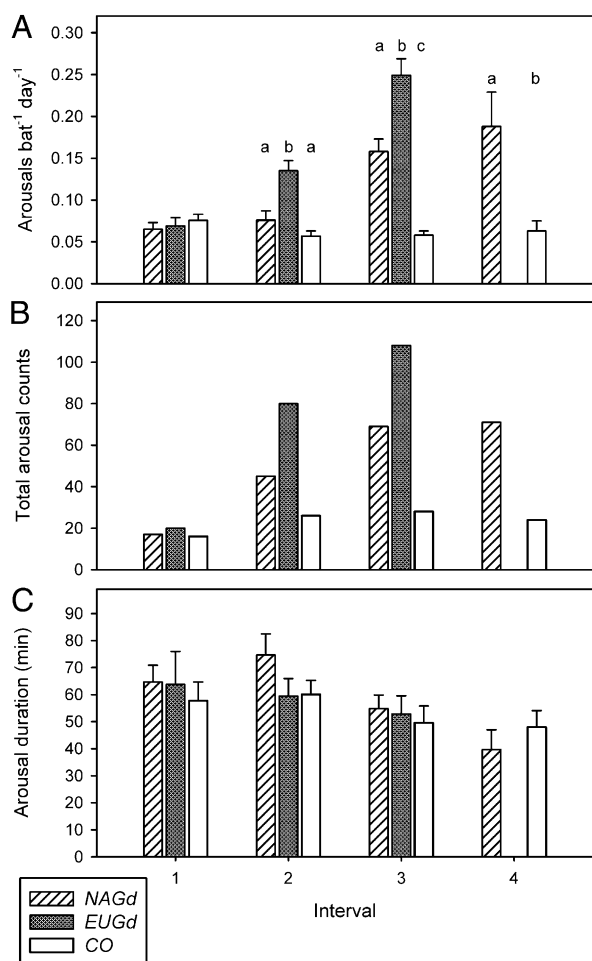 A
Arousals bat⁻¹ day⁻¹
0.30
0.25
0.20
0.15
0.10
0.05
0.00
a b a
a b c
a b
B
Total arousal counts
120
100
80
60
40
20
0
C
Arousal duration (min)
90
80
70
60
50
40
30
20
10
0
1 2 3 4
Interval
NAGd
EUGd
CO